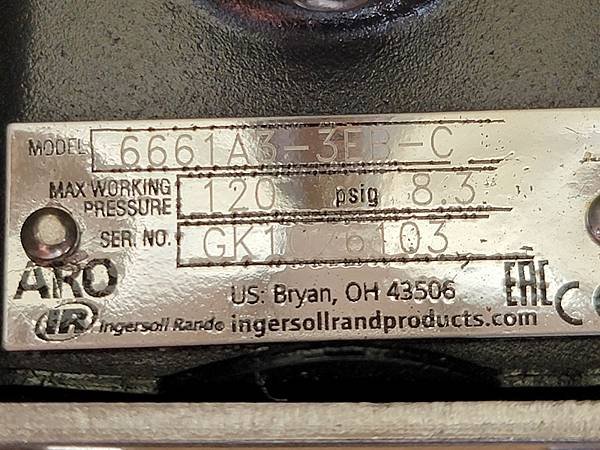 MODEL 6661A3-3EB-C
MAX WORKING PRESSURE 120 psig 8.3
SER. NO.
ARO
US: Bryan, OH 43506
EAC
CE
IR Ingersoll Rand® ingersollrandproducts.com